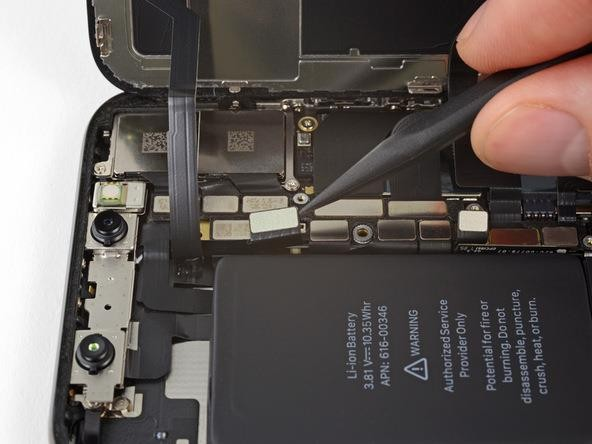 Li-ion Battery
3.81 V⎓10.35Whr
APN: 616-00346
WARNING
Authorized Service
Provider Only
Potential for fire or
burning. Do not
disassemble, puncture,
crush, heat, or burn.